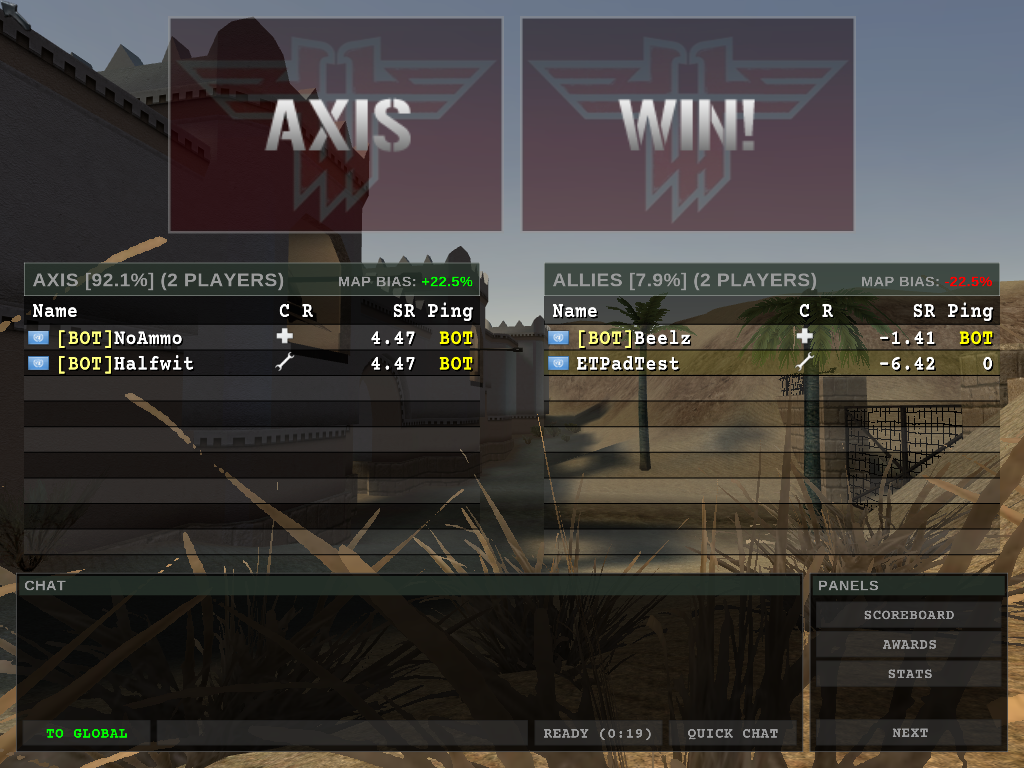 AXIS WIN!
AXIS [92.1%] (2 PLAYERS) MAP BIAS: +22.5%
Name C R SR Ping
[BOT]NoAmmo 4.47 BOT
[BOT]Halfwit 4.47 BOT
ALLIES [7.9%] (2 PLAYERS) MAP BIAS: -22.5%
Name C R SR Ping
[BOT]Beelz -1.41 BOT
ETPadTest -6.42 0
CHAT
TO GLOBAL
READY (0:19)
QUICK CHAT
PANELS
SCOREBOARD
AWARDS
STATS
NEXT